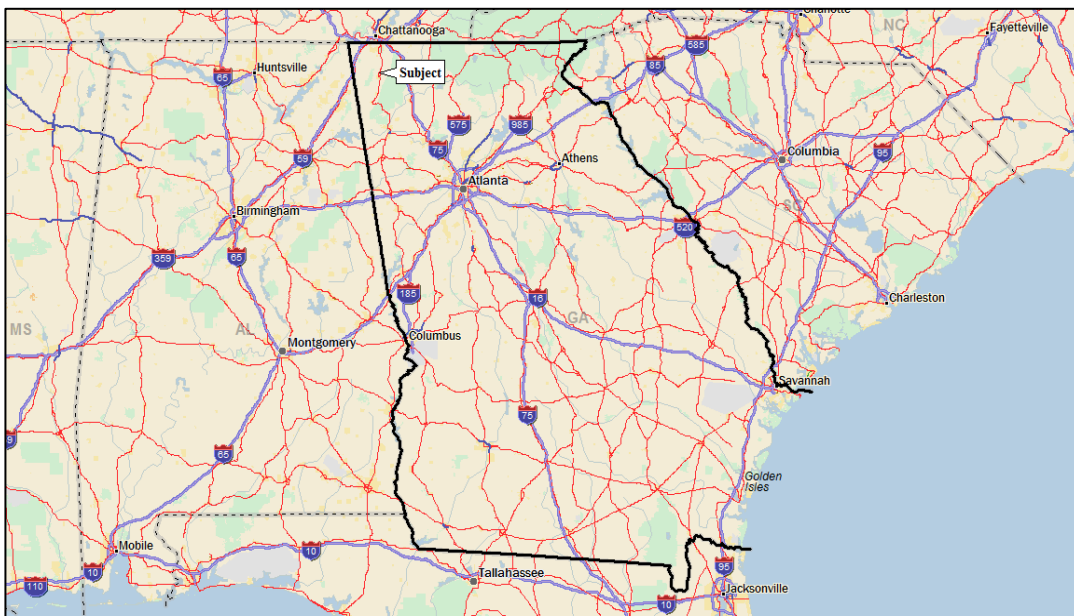 Charlotte
NC
Chattanooga
585
Fayetteville
Huntsville
65
Subject
85
575
985
75
59
Athens
Columbia
95
Atlanta
Birmingham
SC
520
359
65
185
16
Charleston
MS
AL
GA
Columbus
Montgomery
Savannah
75
65
Golden
Isles
Mobile
10
10
Tallahassee
95
110
Jacksonville
10